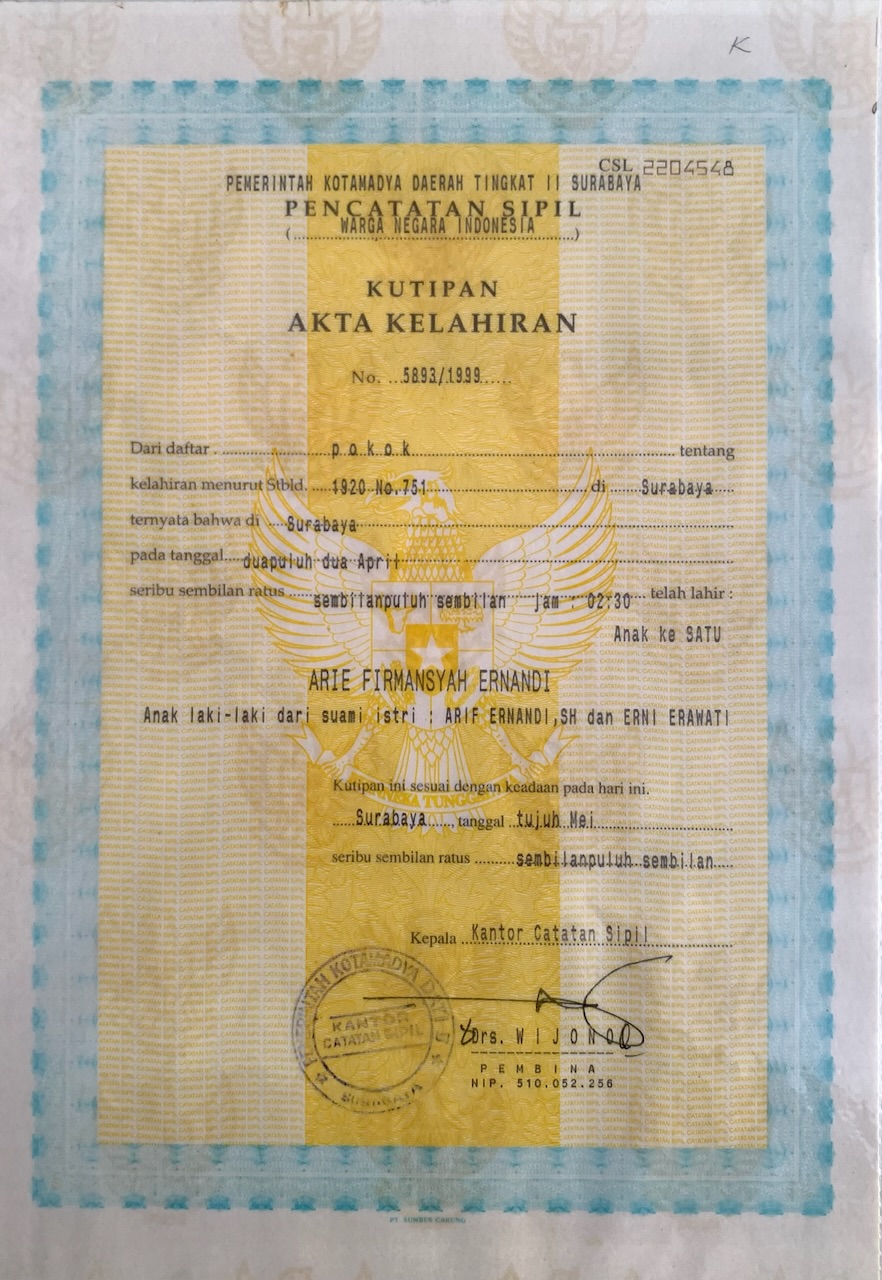 K
CSL 2204548
PEMERINTAH KOTAMADYA DAERAH TINGKAT II SURABAYA
PENCATATAN SIPIL
(WARGA NEGARA INDONESIA)
KUTIPAN
AKTA KELAHIRAN
No. 5893/1999
Dari daftar pokok tentang
kelahiran menurut Stbld. 1920 No.751 di Surabaya
ternyata bahwa di Surabaya
pada tanggal duapuluh dua April
seribu sembilan ratus sembilanpuluh sembilan jam : 02:30 telah lahir :
Anak ke SATU
ARIE FIRMANSYAH ERNANDI
Anak laki-laki dari suami istri : ARIF ERNANDI,SH dan ERNI ERAWATI
Kutipan ini sesuai dengan keadaan pada hari ini.
Surabaya, tanggal tujuh Mei
seribu sembilan ratus sembilanpuluh sembilan
Kepala Kantor Catatan Sipil
KANTOR
CATATAN SIPIL
SURABAYA
Drs. WIJONO
PEMBINA
NIP. 510.052.256
PT. SUMBER CAKUNG